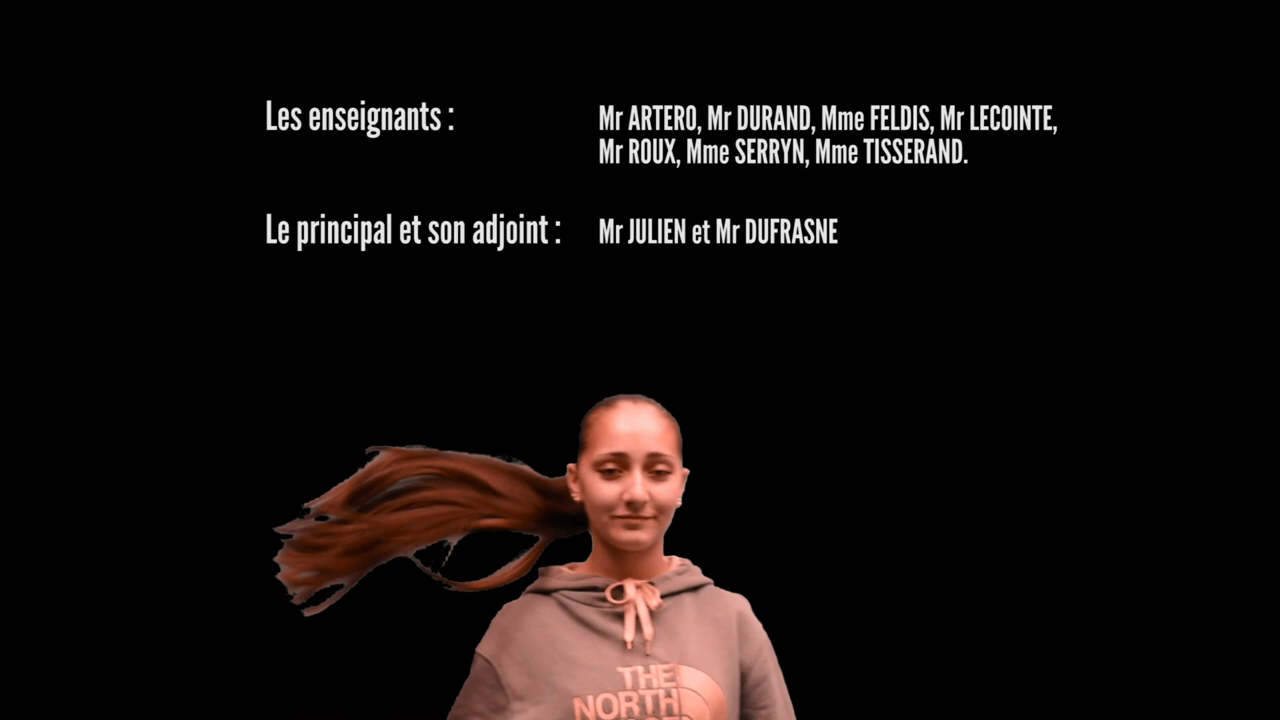 Les enseignants :
Mr ARTERO, Mr DURAND, Mme FELDIS, Mr LECOINTE,
Mr ROUX, Mme SERRYN, Mme TISSERAND.
Le principal et son adjoint :
Mr JULIEN et Mr DUFRASNE
THE
NORTH